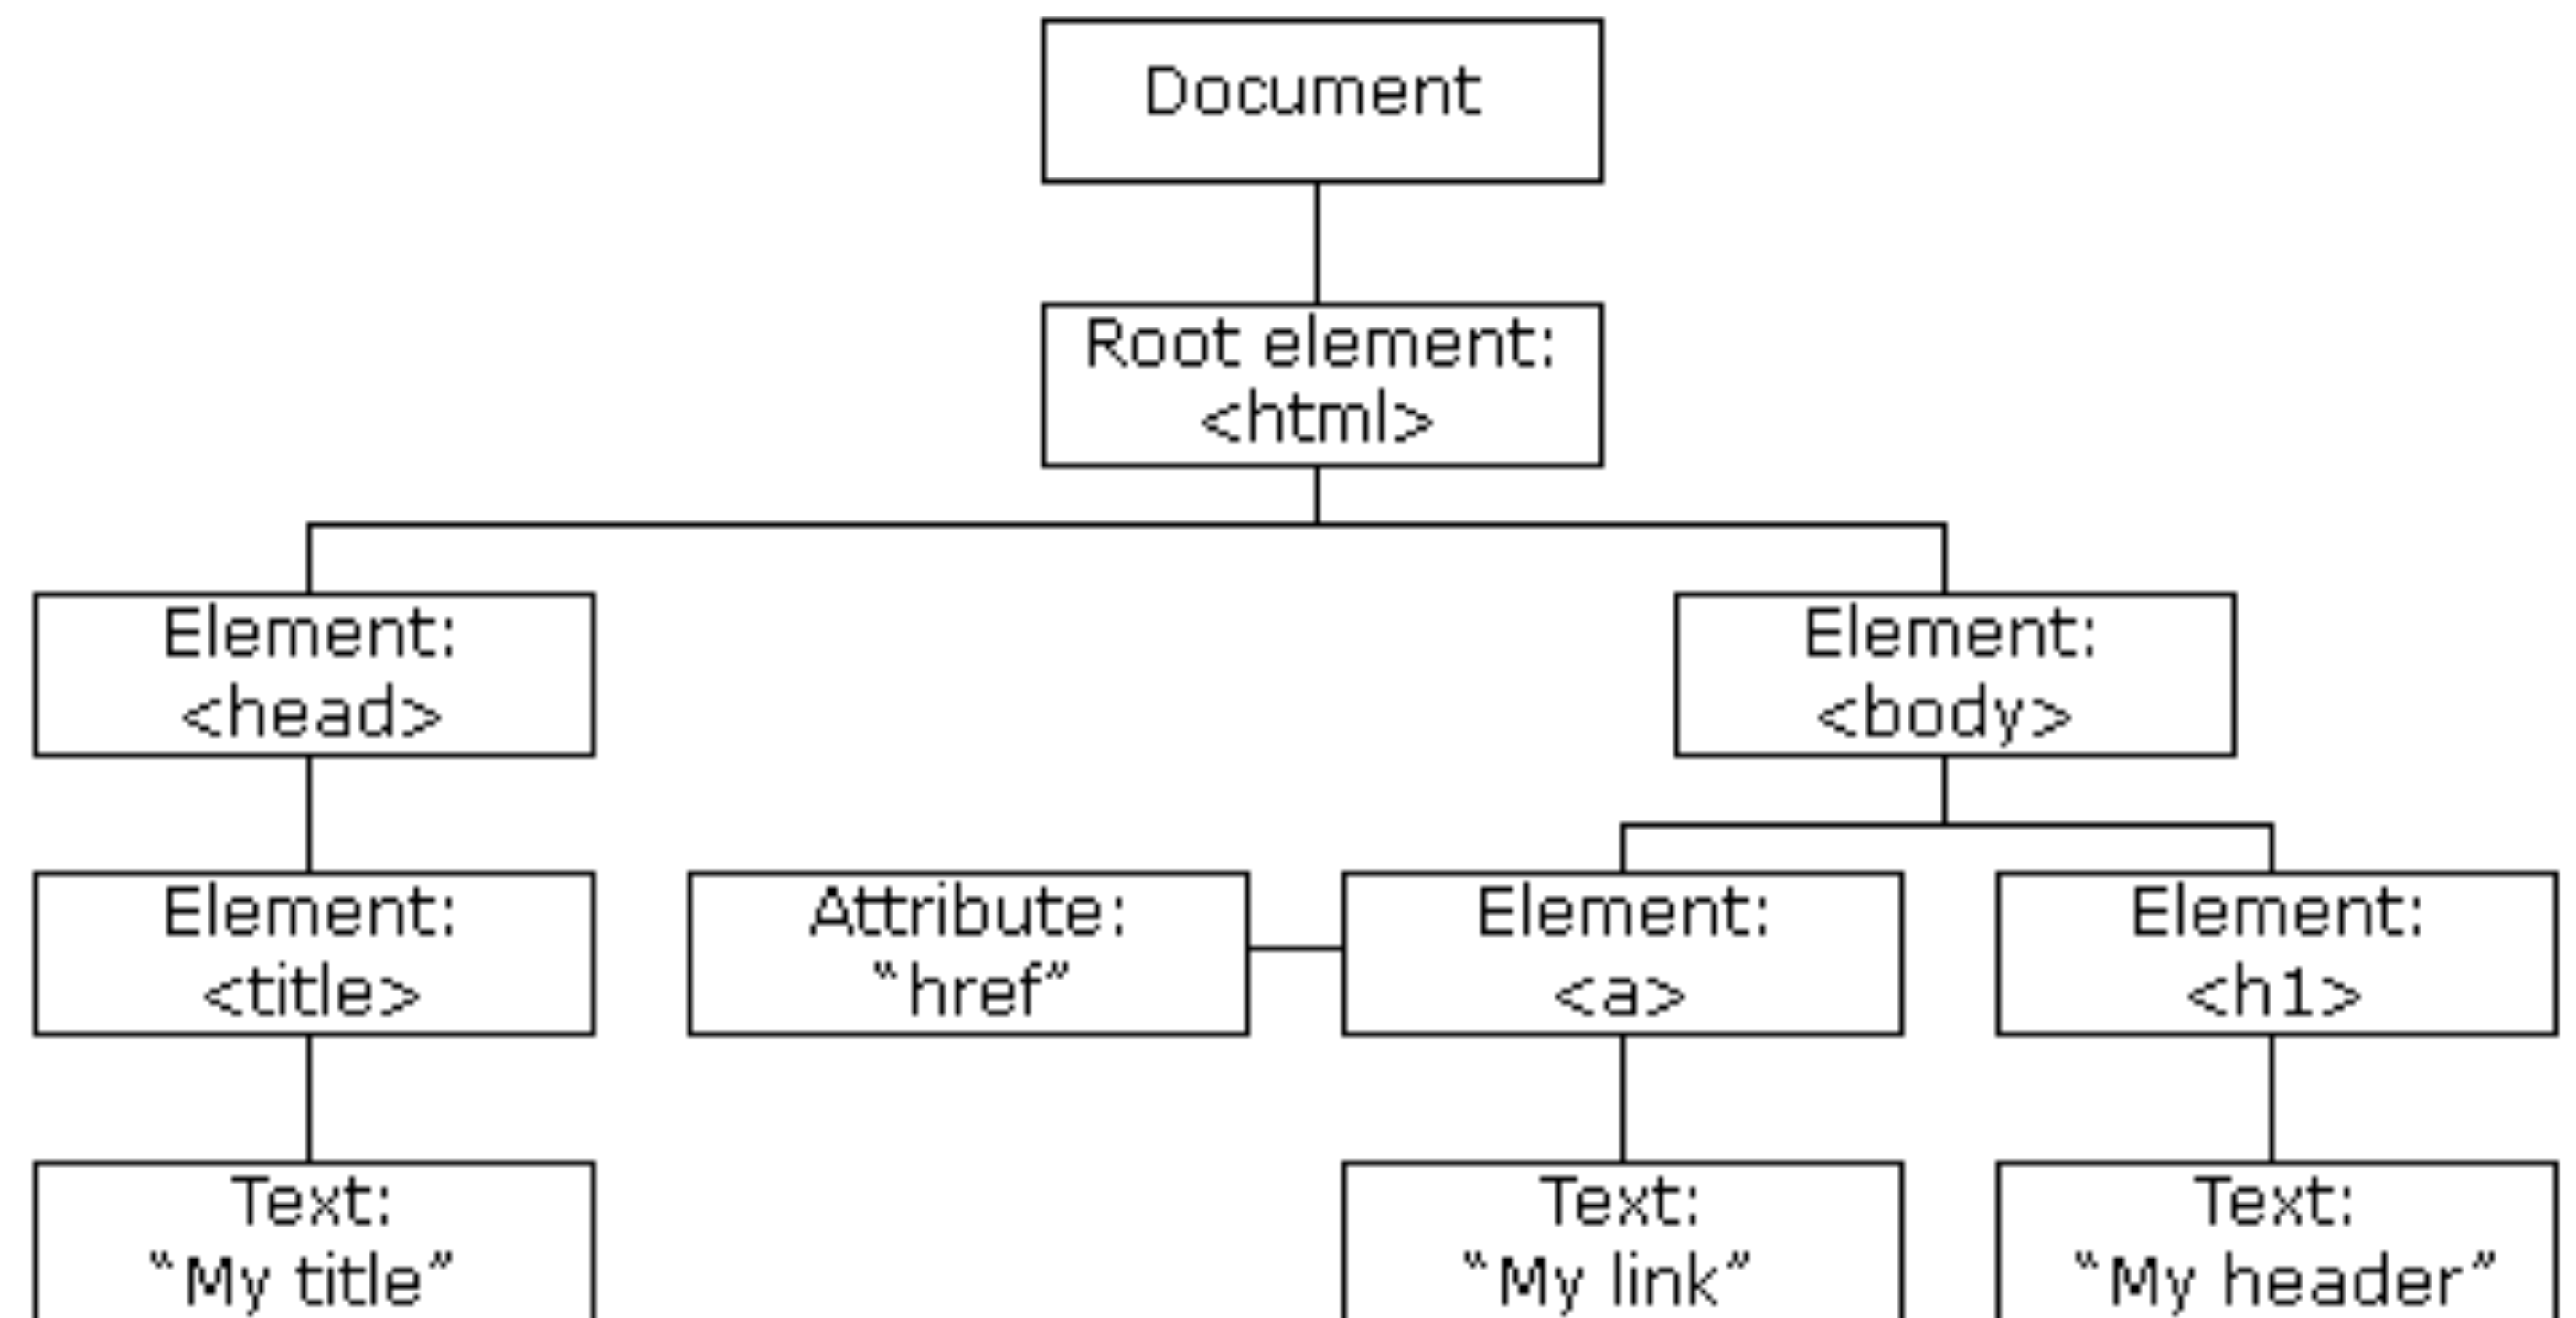 Document
Root element:
<html>
Element:
<head>
Element:
<body>
Element:
<title>
Attribute:
“href”
Element:
<a>
Element:
<h1>
Text:
“My title”
Text:
“My link”
Text:
“My header”